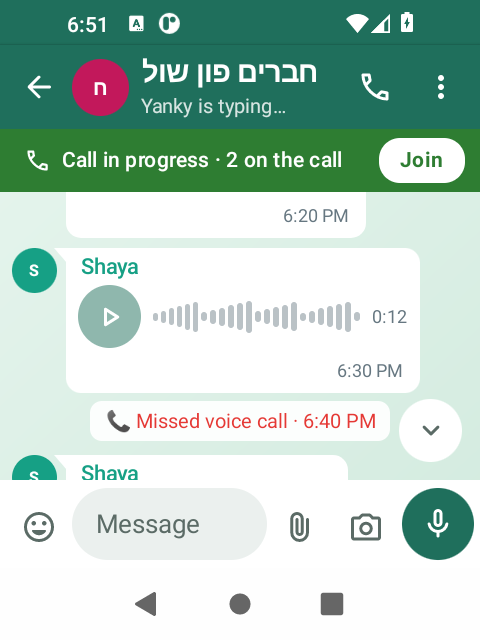 6:51
A
חברים פון שול
ח
Yanky is typing...
Call in progress · 2 on the call
Join
6:20 PM
S
Shaya
0:12
6:30 PM
Missed voice call · 6:40 PM
S
Shaya
Message